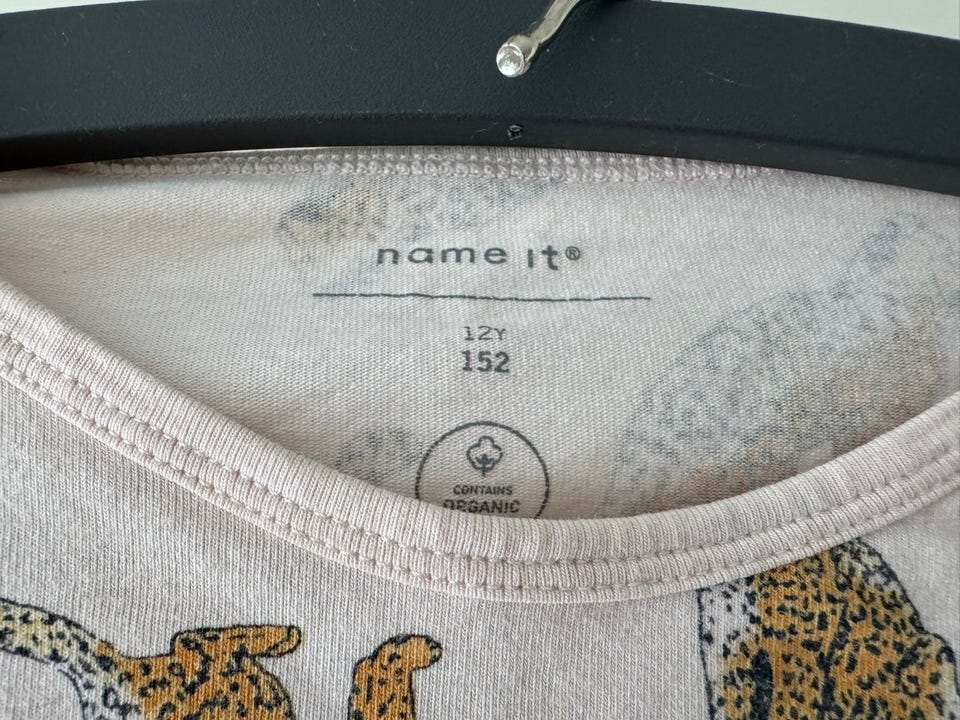 name it®
12Y
152
CONTAINS
ORGANIC